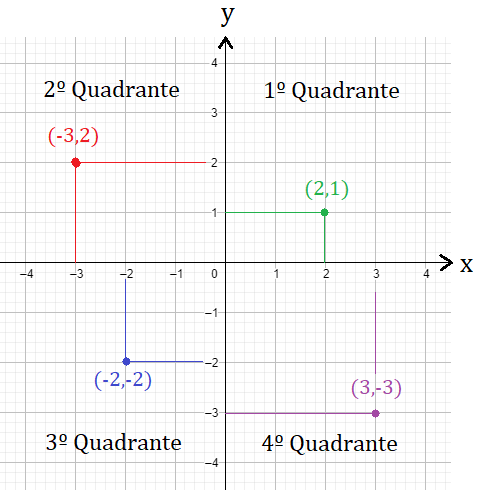 y
4
2º Quadrante 1º Quadrante
3
(-3,2)
2
(2,1)
1
x
−4 −3 −2 −1 0 1 2 3 4
−1
−2
(-2,-2) (3,-3)
−3
3º Quadrante 4º Quadrante
−4